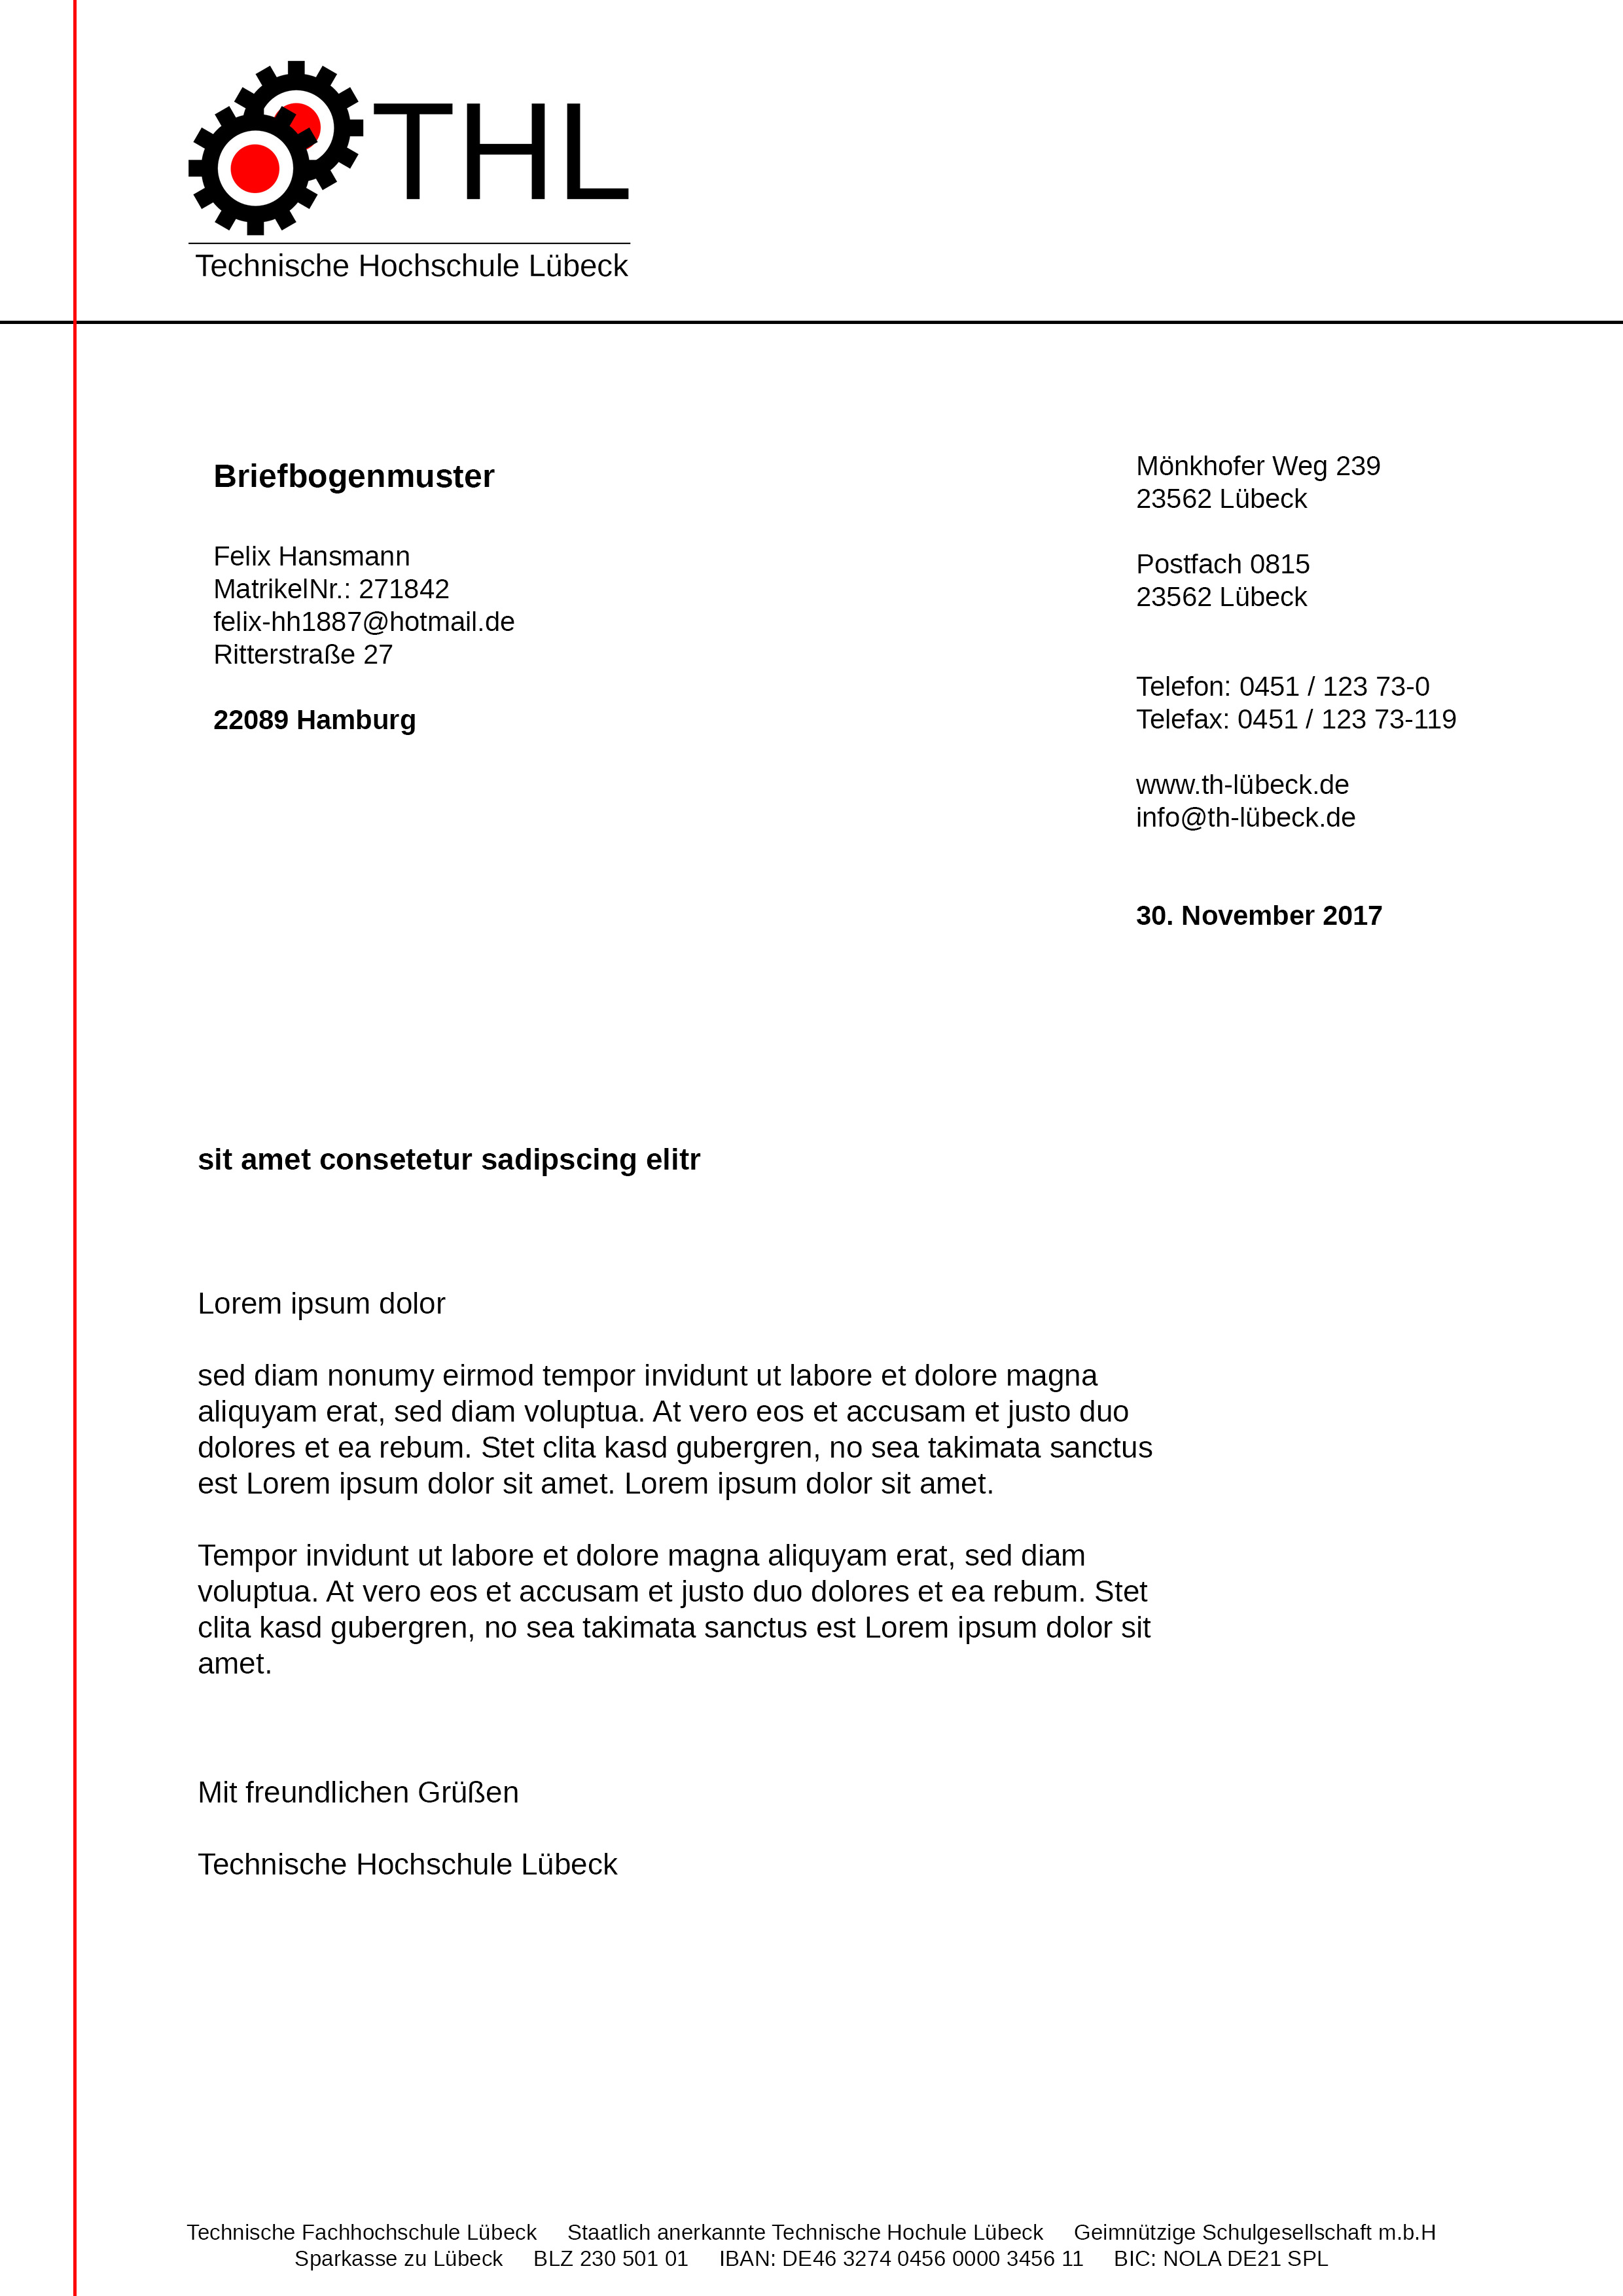 THL
Technische Hochschule Lübeck
Briefbogenmuster
Felix Hansmann
MatrikelNr.: 271842
felix-hh1887@hotmail.de
Ritterstraße 27
22089 Hamburg
Mönkhofer Weg 239
23562 Lübeck
Postfach 0815
23562 Lübeck
Telefon: 0451 / 123 73-0
Telefax: 0451 / 123 73-119
www.th-lübeck.de
info@th-lübeck.de
30. November 2017
sit amet consetetur sadipscing elitr
Lorem ipsum dolor
sed diam nonumy eirmod tempor invidunt ut labore et dolore magna
aliquyam erat, sed diam voluptua. At vero eos et accusam et justo duo
dolores et ea rebum. Stet clita kasd gubergren, no sea takimata sanctus
est Lorem ipsum dolor sit amet. Lorem ipsum dolor sit amet.
Tempor invidunt ut labore et dolore magna aliquyam erat, sed diam
voluptua. At vero eos et accusam et justo duo dolores et ea rebum. Stet
clita kasd gubergren, no sea takimata sanctus est Lorem ipsum dolor sit
amet.
Mit freundlichen Grüßen
Technische Hochschule Lübeck
Technische Fachhochschule Lübeck Staatlich anerkannte Technische Hochule Lübeck Geimnützige Schulgesellschaft m.b.H
Sparkasse zu Lübeck BLZ 230 501 01 IBAN: DE46 3274 0456 0000 3456 11 BIC: NOLA DE21 SPL